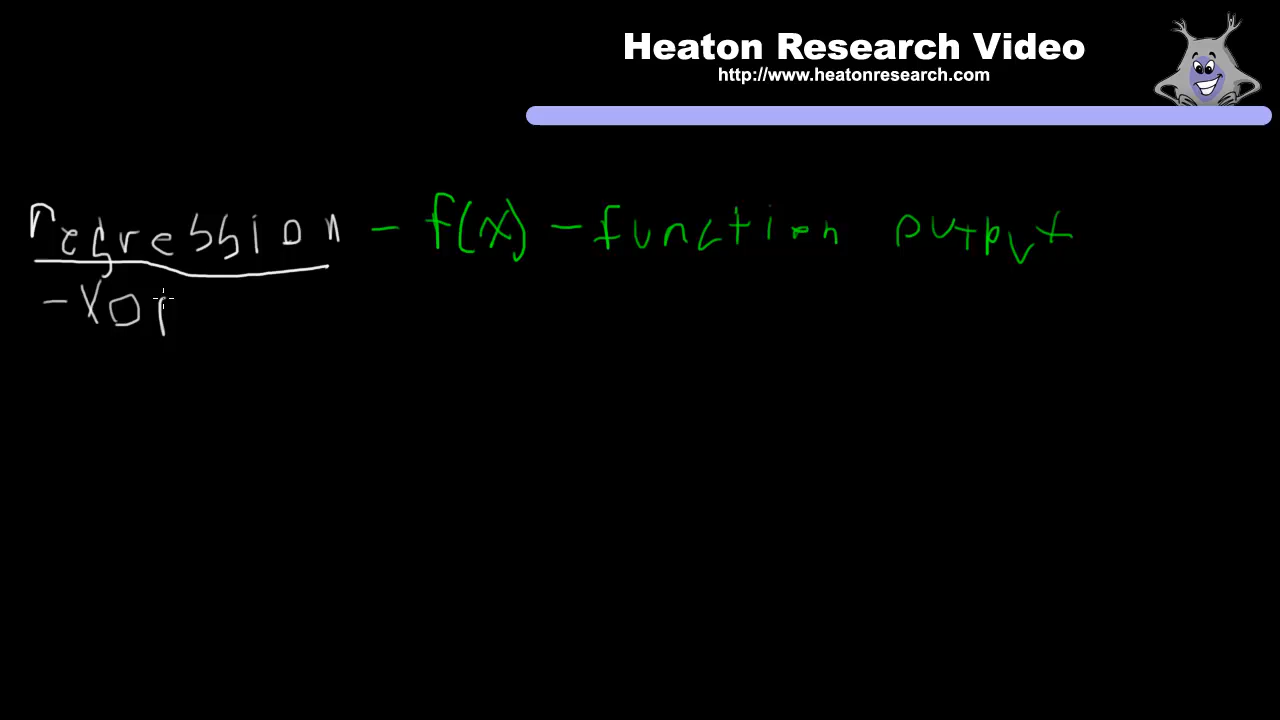 Heaton Research Video
http://www.heatonresearch.com
regression - f(x) - function output
- Xor